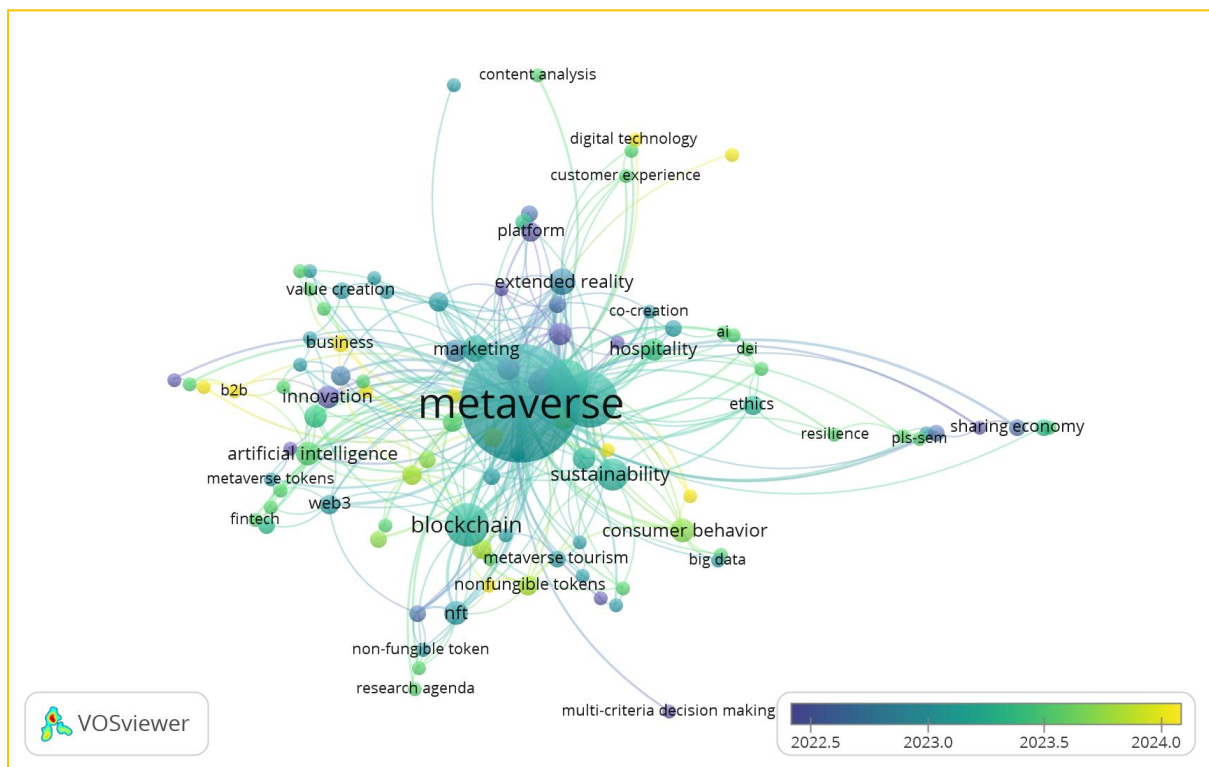 content analysis
digital technology
customer experience
platform
extended reality
value creation
co-creation
ai
business
marketing
hospitality
dei
b2b
innovation
metaverse
ethics
sharing economy
resilience
pls-sem
artificial intelligence
metaverse tokens
sustainability
web3
fintech
blockchain
consumer behavior
metaverse tourism
big data
nonfungible tokens
nft
non-fungible token
research agenda
multi-criteria decision making
VOSviewer
2022.5 2023.0 2023.5 2024.0